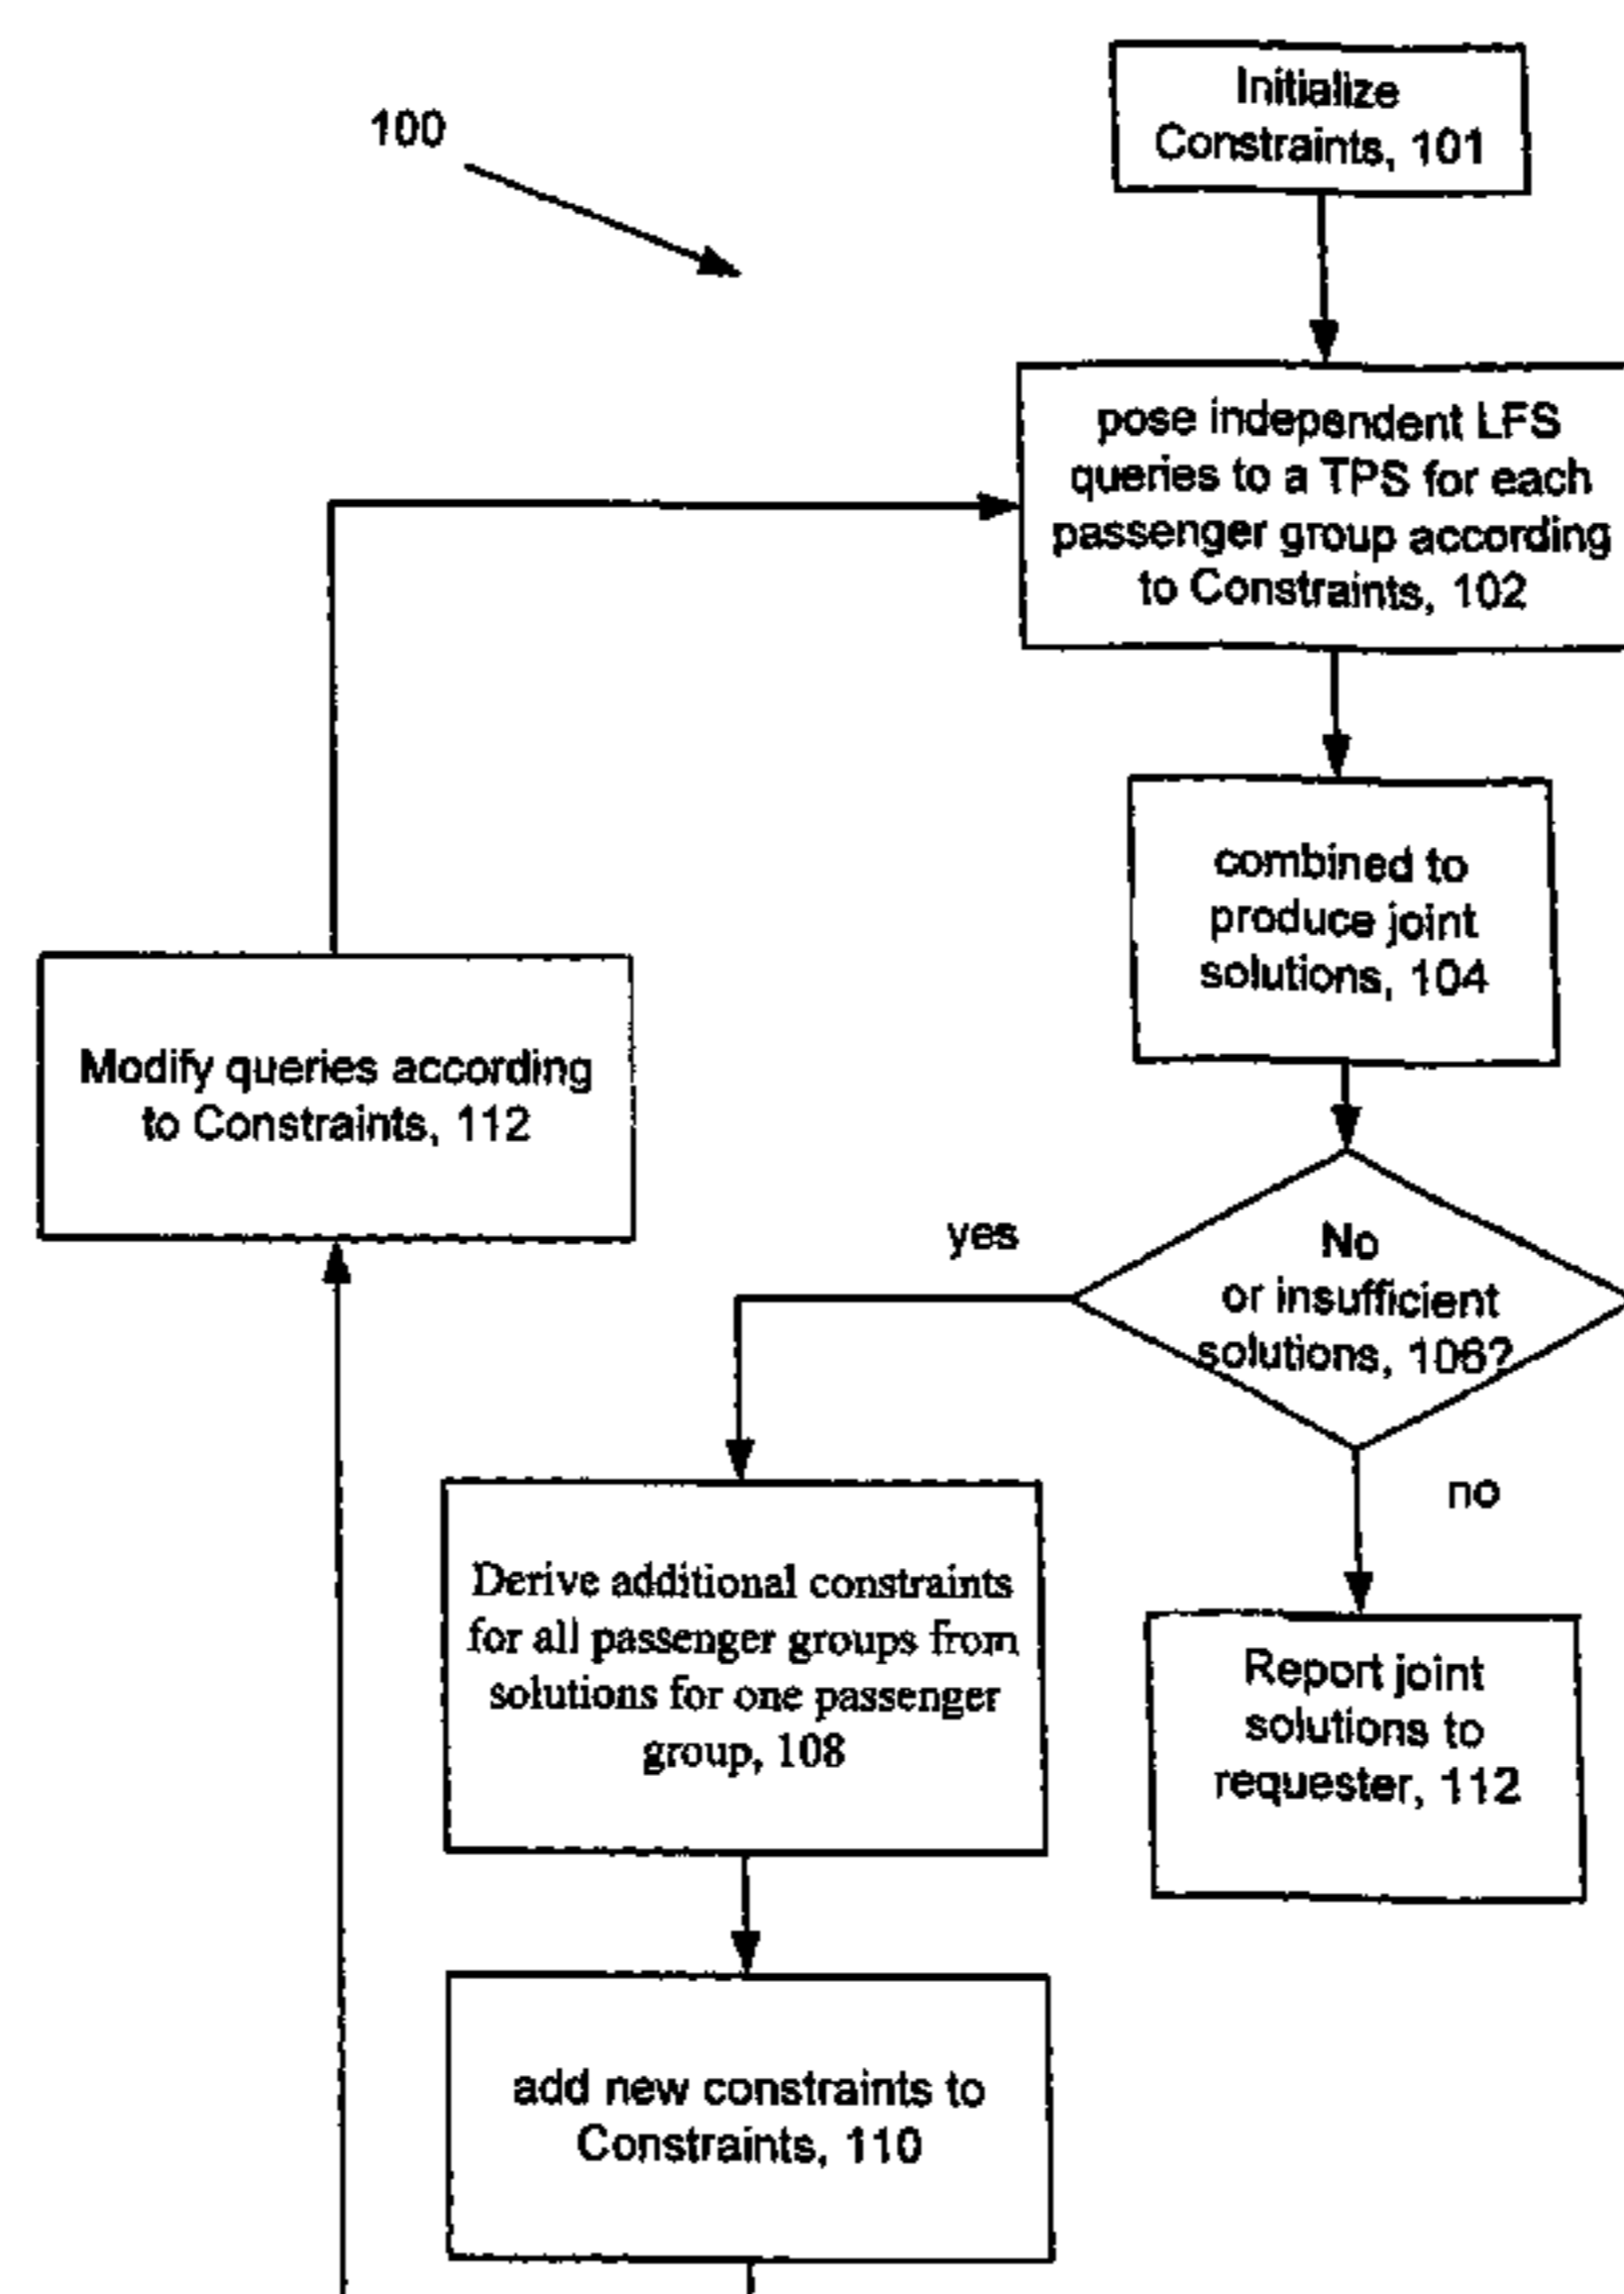 100
Initialize
Constraints, 101
pose independent LFS
queries to a TPS for each
passenger group according
to Constraints, 102
combined to
produce joint
solutions, 104
Modify queries according
to Constraints, 112
yes
No
or insufficient
solutions, 106?
no
Derive additional constraints
for all passenger groups from
solutions for one passenger
group, 108
Report joint
solutions to
requester, 112
add new constraints to
Constraints, 110